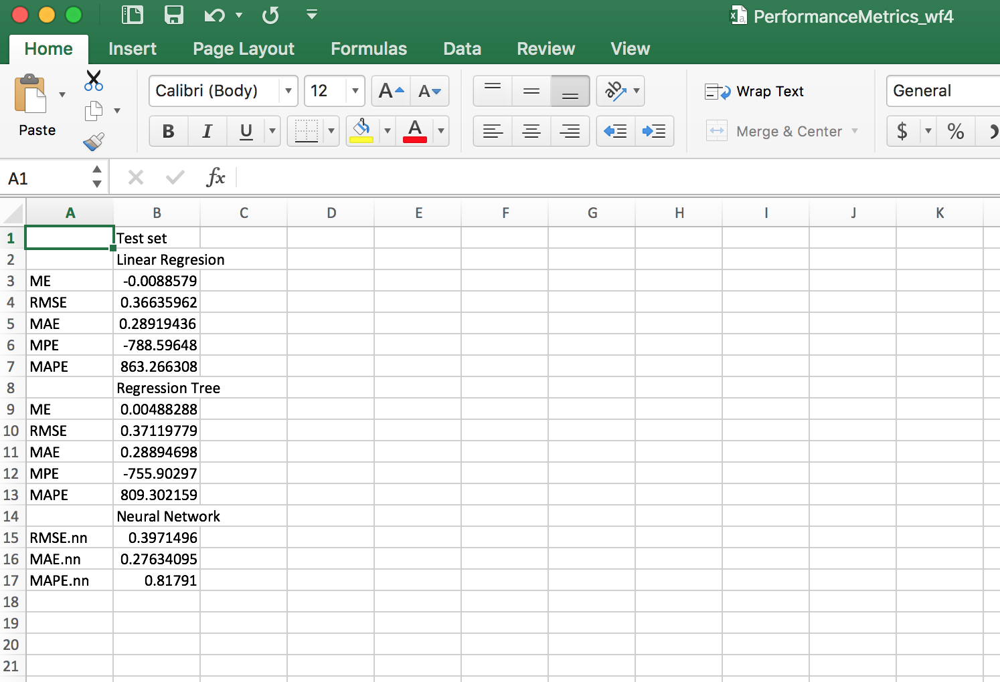 PerformanceMetrics_wf4
Home Insert Page Layout Formulas Data Review View
Paste
Calibri (Body) 12 A A
Wrap Text
General
B I U A
Merge & Center
$ %
A1 fx
A B C D E F G H I J K
1 Test set
2 Linear Regresion
3 ME -0.0088579
4 RMSE 0.36635962
5 MAE 0.28919436
6 MPE -788.59648
7 MAPE 863.266308
8 Regression Tree
9 ME 0.00488288
10 RMSE 0.37119779
11 MAE 0.28894698
12 MPE -755.90297
13 MAPE 809.302159
14 Neural Network
15 RMSE.nn 0.3971496
16 MAE.nn 0.27634095
17 MAPE.nn 0.81791
18
19
20
21